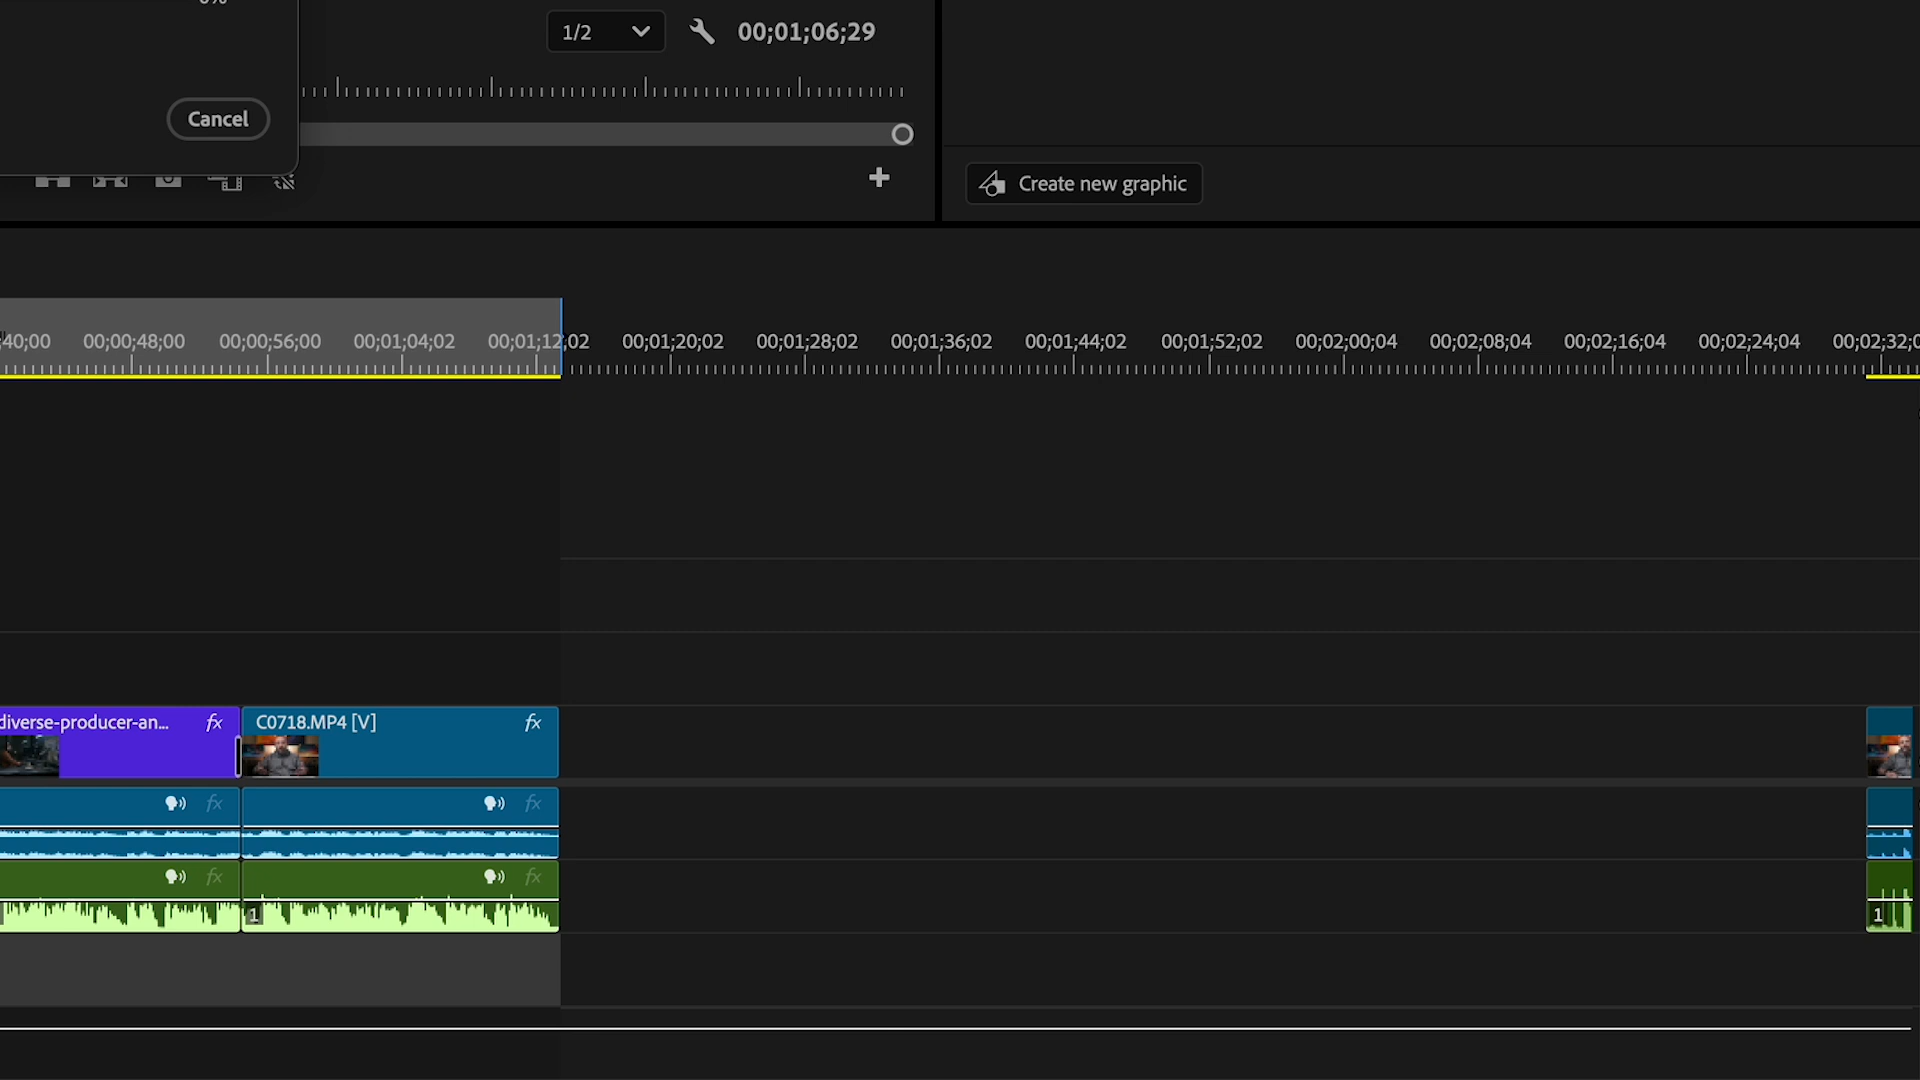 1/2
00;01;06;29
Cancel
Create new graphic
40;00 00;00;48;00 00;00;56;00 00;01;04;02 00;01;12;02 00;01;20;02 00;01;28;02 00;01;36;02 00;01;44;02 00;01;52;02 00;02;00;04 00;02;08;04 00;02;16;04 00;02;24;04 00;02;32;0
diverse-producer-an... fx C0718.MP4 [V] fx
fx fx
fx fx
1 1